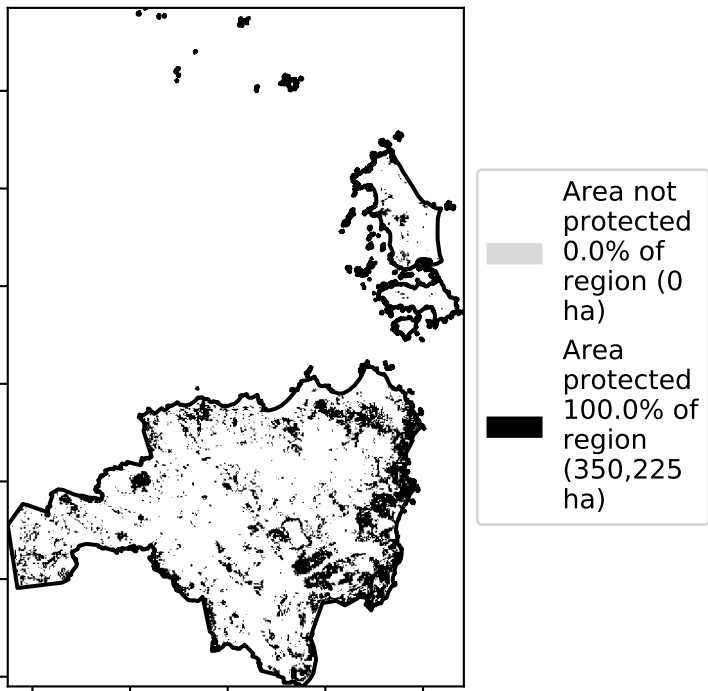 Area not
protected
0.0% of
region (0
ha)
Area
protected
100.0% of
region
(350,225
ha)